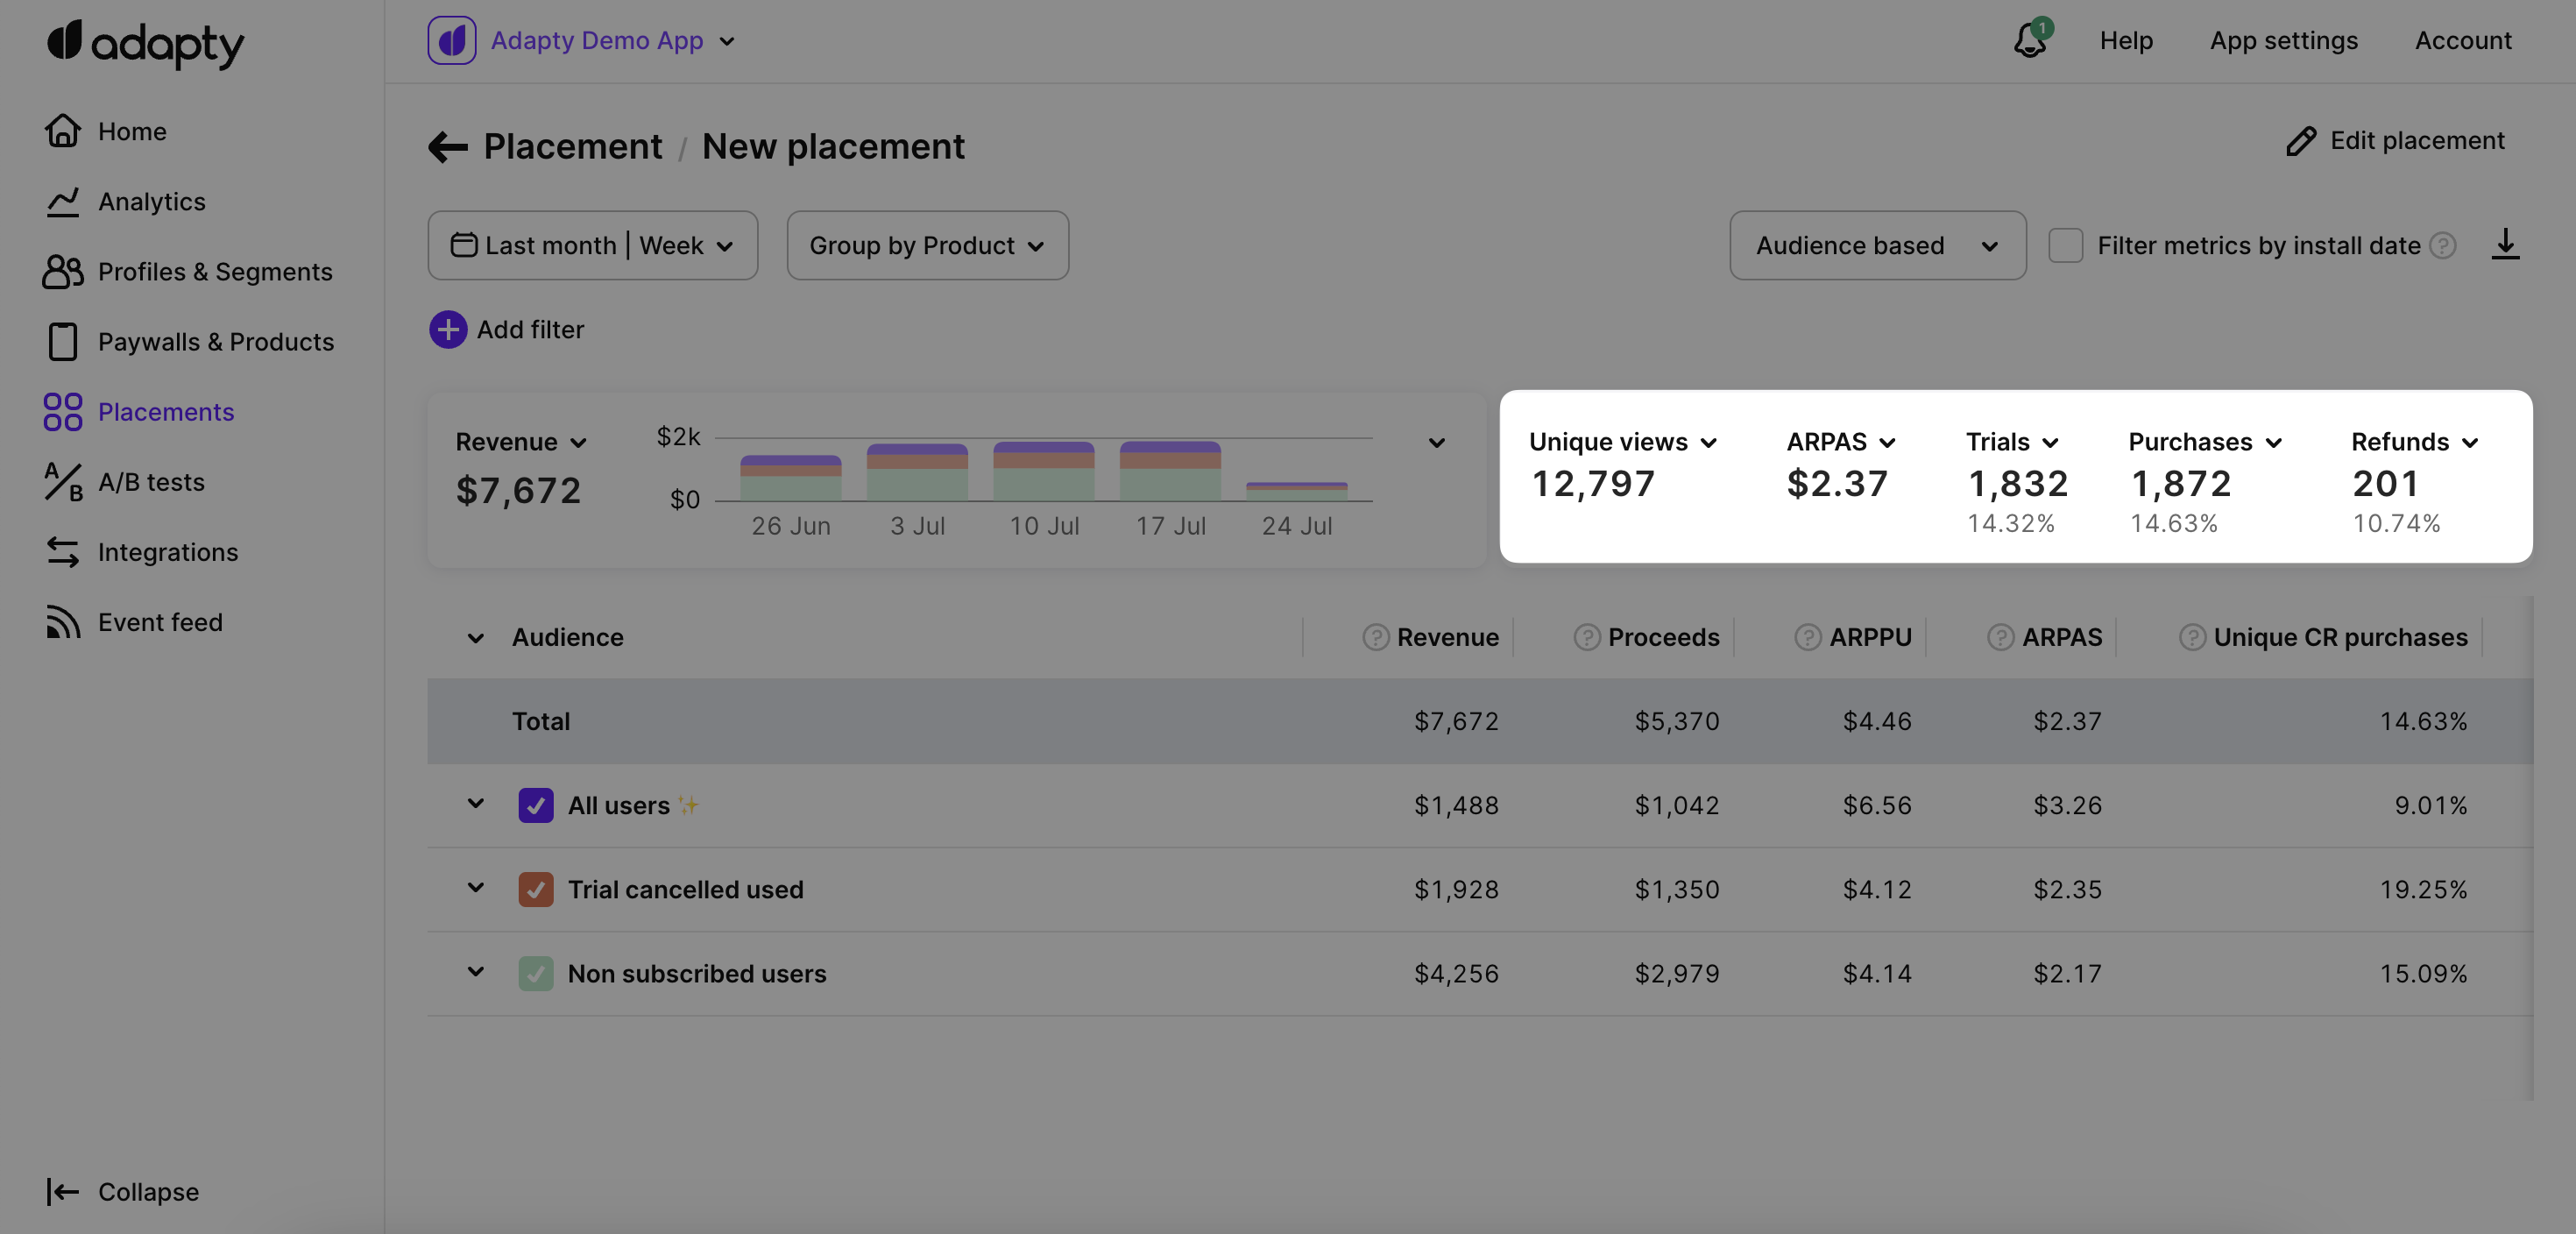 adapty
Adapty Demo App
1
Help
App settings
Account
Home
Analytics
Profiles & Segments
Paywalls & Products
Placements
A/B
A/B tests
Integrations
Event feed
Collapse
Placement / New placement
Edit placement
Last month | Week
Group by Product
Audience based
Filter metrics by install date ?
Add filter
Revenue
$7,672
$2k
$0
26 Jun
3 Jul
10 Jul
17 Jul
24 Jul
Unique views
12,797
ARPAS
$2.37
Trials
1,832
14.32%
Purchases
1,872
14.63%
Refunds
201
10.74%
Audience ? Revenue ? Proceeds ? ARPPU ? ARPAS ? Unique CR purchases
Total $7,672 $5,370 $4.46 $2.37 14.63%
All users ✨ $1,488 $1,042 $6.56 $3.26 9.01%
Trial cancelled used $1,928 $1,350 $4.12 $2.35 19.25%
Non subscribed users $4,256 $2,979 $4.14 $2.17 15.09%